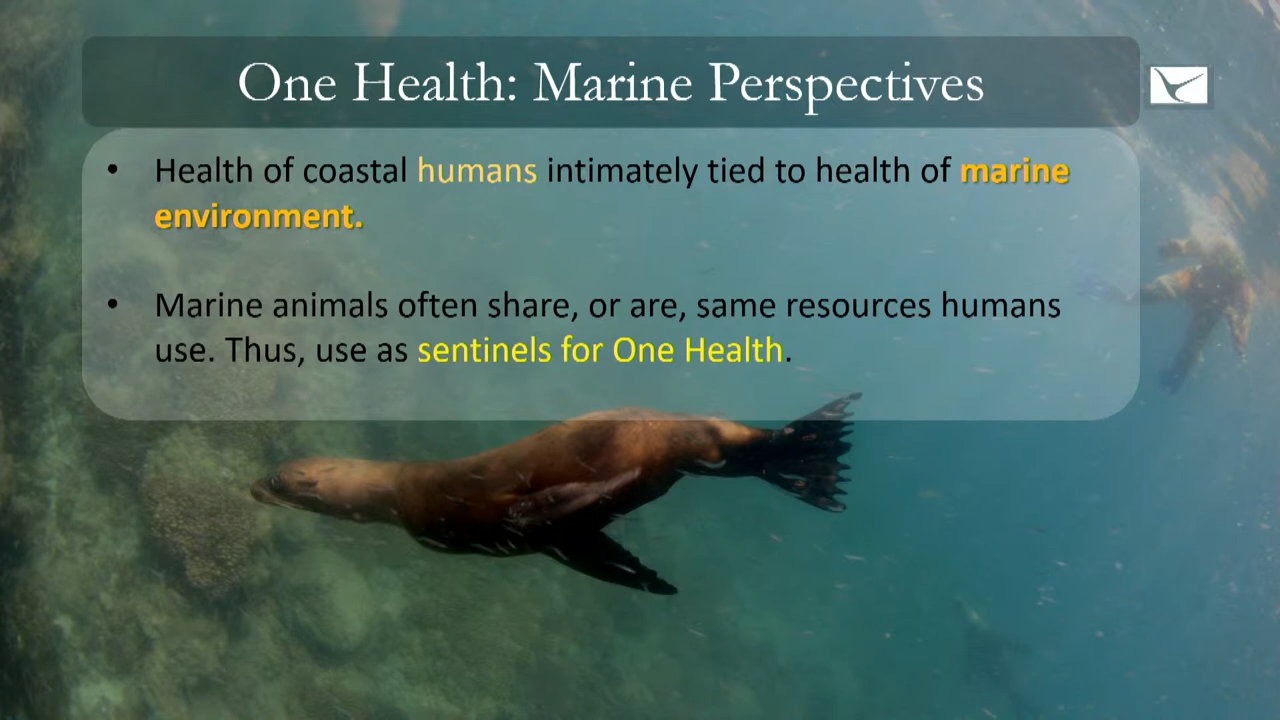 One Health: Marine Perspectives
• Health of coastal humans intimately tied to health of marine
environment.
• Marine animals often share, or are, same resources humans
use. Thus, use as sentinels for One Health.